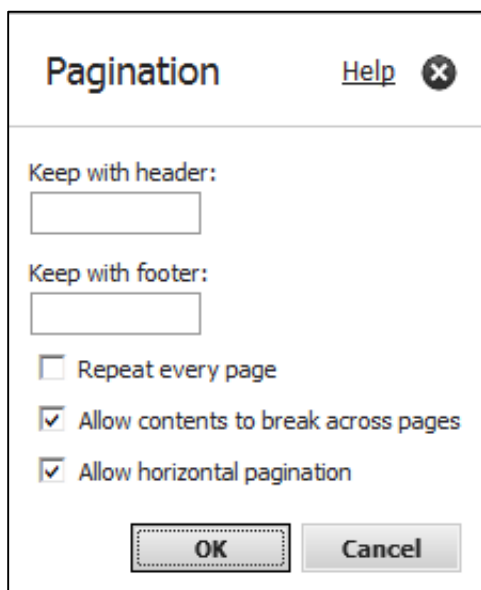 Pagination Help
Keep with header:
Keep with footer:
Repeat every page
Allow contents to break across pages
Allow horizontal pagination
OK Cancel